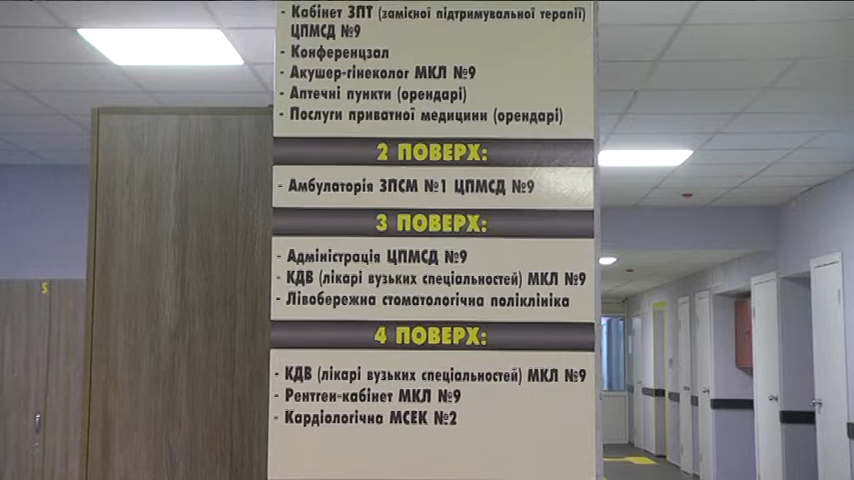 - Кабінет ЗПТ (замісної підтримувальної терапії)
ЦПМСД №9
- Конференцзал
- Акушер-гінеколог МКЛ №9
- Аптечні пункти (орендарі)
- Послуги приватної медицини (орендарі)
2 ПОВЕРХ:
- Амбулаторія ЗПСМ №1 ЦПМСД №9
3 ПОВЕРХ:
- Адміністрація ЦПМСД №9
- КДВ (лікарі вузьких спеціальностей) МКЛ №9
- Лівобережна стоматологічна поліклініка
4 ПОВЕРХ:
- КДВ (лікарі вузьких спеціальностей) МКЛ №9
- Рентген-кабінет МКЛ №9
- Кардіологічна МСЕК №2
5